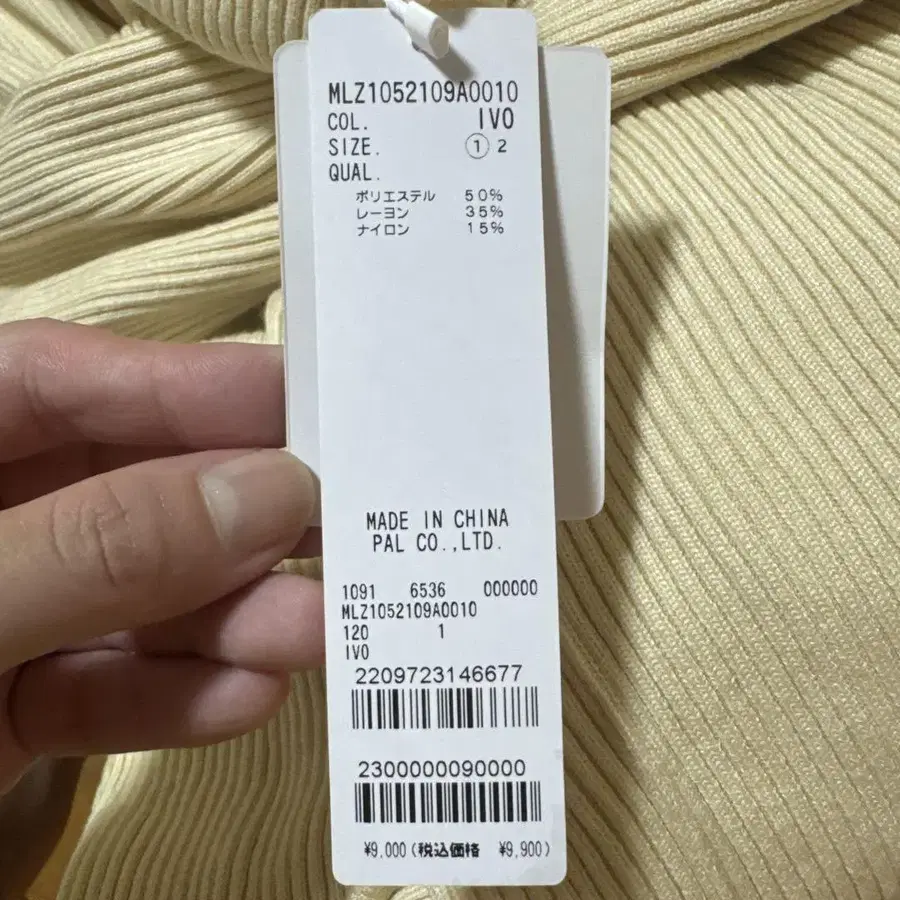 MLZ1052109A0010
COL. IVO
SIZE. ① 2
QUAL.
ポリエステル 50%
レーヨン 35%
ナイロン 15%
MADE IN CHINA
PAL CO.,LTD.
1091 6536 000000
MLZ1052109A0010
120 1
IVO
2209723146677
2300000090000
¥9,000(税込価格 ¥9,900)